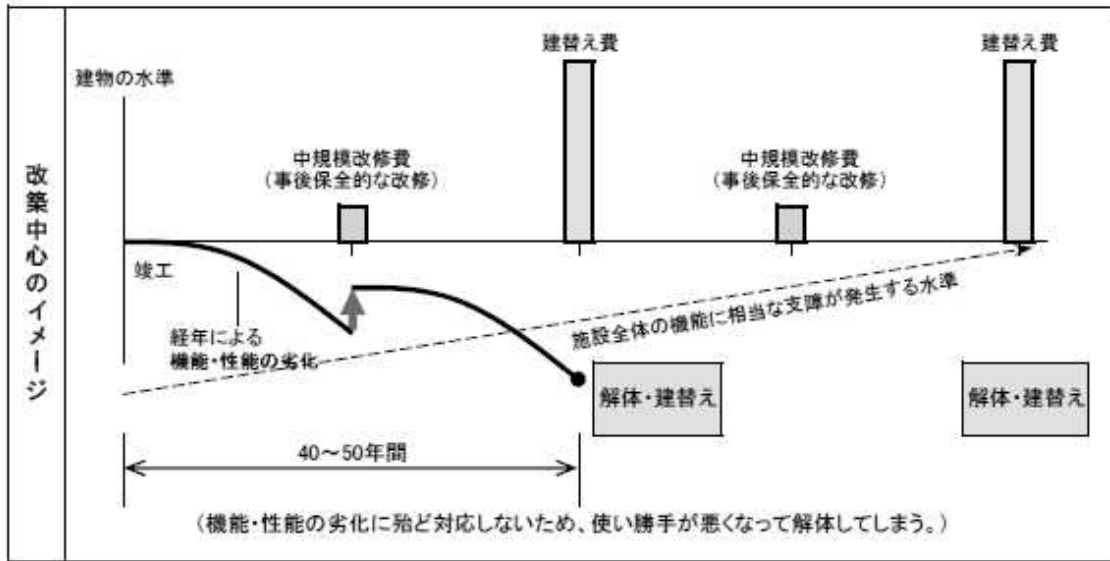 改築中心のイメージ
建物の水準
建替え費
建替え費
中規模改修費
(事後保全的な改修)
中規模改修費
(事後保全的な改修)
竣工
経年による
機能・性能の劣化
施設全体の機能に相当な支障が発生する水準
解体・建替え
解体・建替え
40～50年間
(機能・性能の劣化に殆ど対応しないため、使い勝手が悪くなって解体してしまう。)